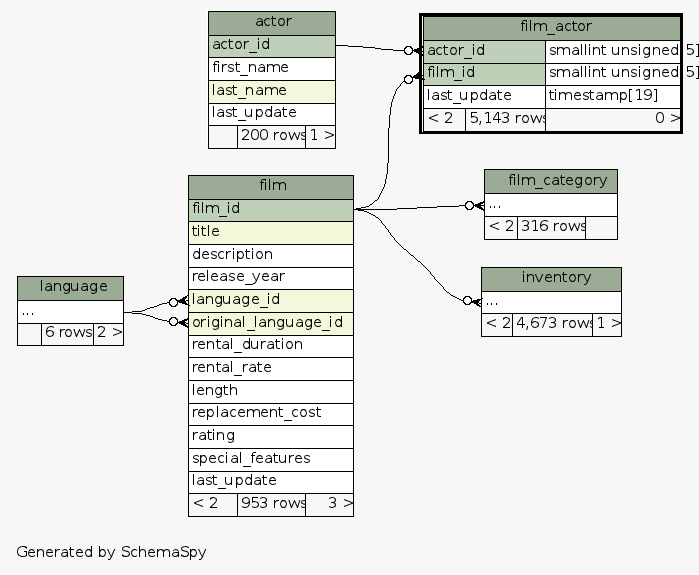 actor
actor_id
first_name
last_name
last_update
200 rows 1 >
film_actor
actor_id smallint unsigned[5]
film_id smallint unsigned[5]
last_update timestamp[19]
< 2 5,143 rows 0 >
film
film_id
title
description
release_year
language_id
original_language_id
rental_duration
rental_rate
length
replacement_cost
rating
special_features
last_update
< 2 953 rows 3 >
film_category
...
< 2 316 rows
inventory
...
< 2 4,673 rows 1 >
language
...
6 rows 2 >
Generated by SchemaSpy